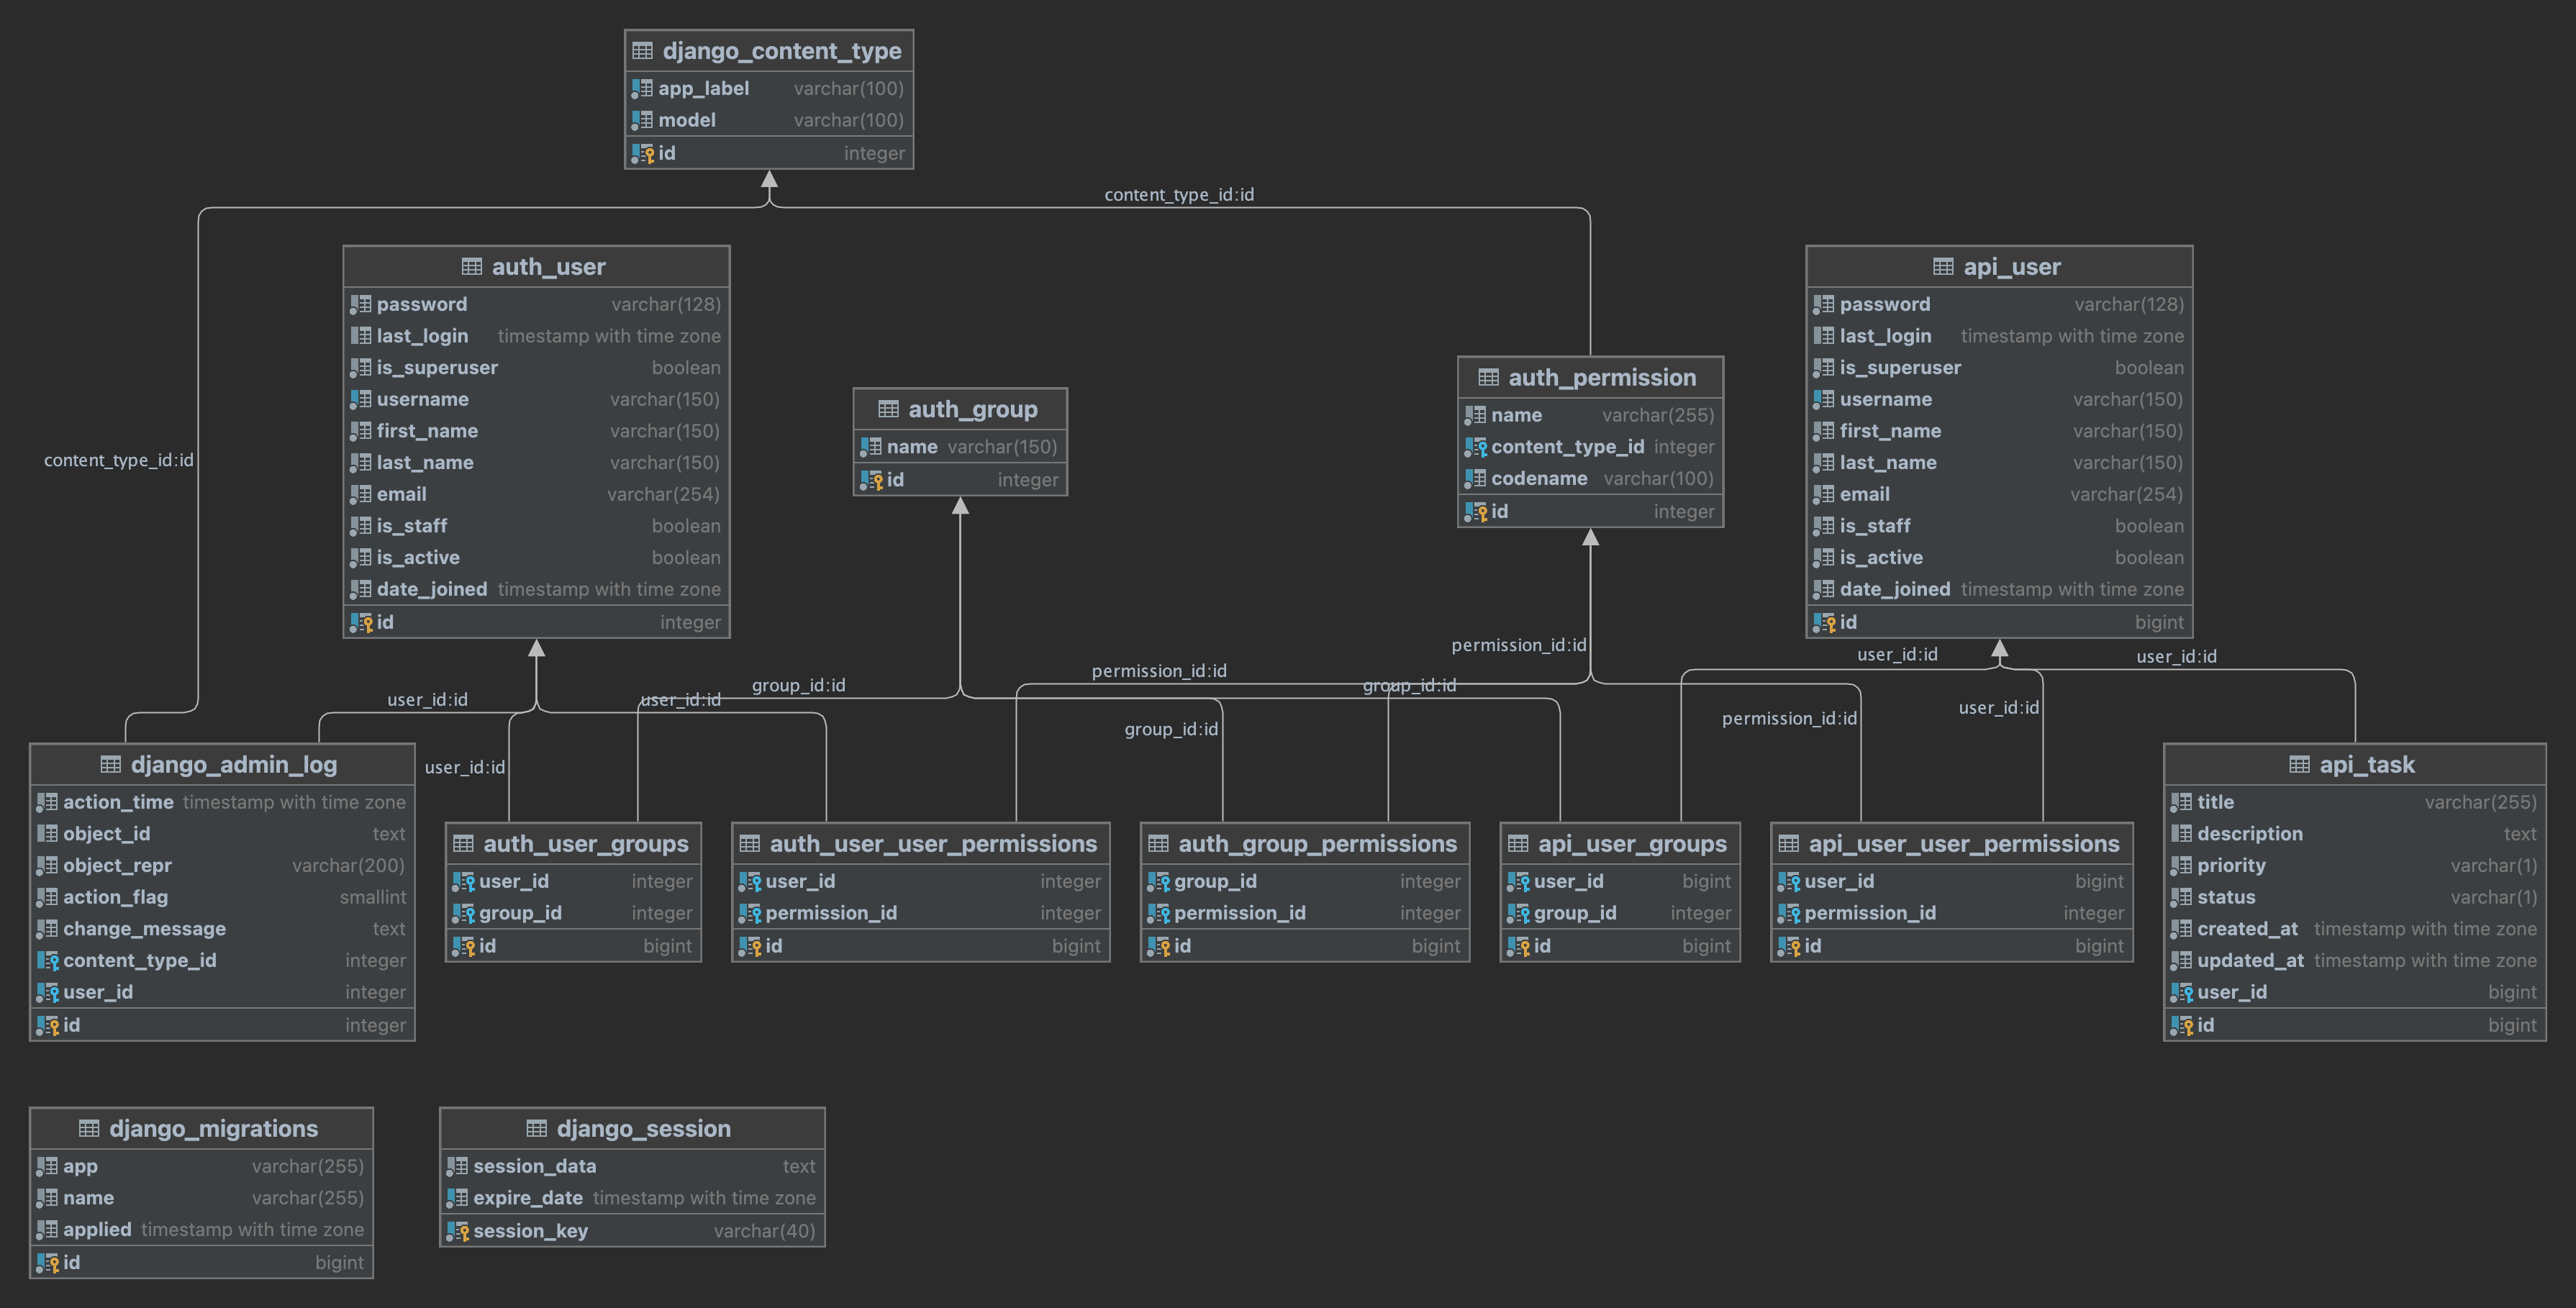 django_content_type
app_label varchar(100)
model varchar(100)
id integer
content_type_id:id
content_type_id:id
auth_user
password varchar(128)
last_login timestamp with time zone
is_superuser boolean
username varchar(150)
first_name varchar(150)
last_name varchar(150)
email varchar(254)
is_staff boolean
is_active boolean
date_joined timestamp with time zone
id integer
auth_group
name varchar(150)
id integer
auth_permission
name varchar(255)
content_type_id integer
codename varchar(100)
id integer
api_user
password varchar(128)
last_login timestamp with time zone
is_superuser boolean
username varchar(150)
first_name varchar(150)
last_name varchar(150)
email varchar(254)
is_staff boolean
is_active boolean
date_joined timestamp with time zone
id bigint
permission_id:id
user_id:id
user_id:id
permission_id:id
group_id:id
group_id:id
user_id:id
user_id:id
user_id:id
permission_id:id
group_id:id
user_id:id
django_admin_log
action_time timestamp with time zone
object_id text
object_repr varchar(200)
action_flag smallint
change_message text
content_type_id integer
user_id integer
id integer
auth_user_groups
user_id integer
group_id integer
id bigint
auth_user_user_permissions
user_id integer
permission_id integer
id bigint
auth_group_permissions
group_id integer
permission_id integer
id bigint
api_user_groups
user_id bigint
group_id integer
id bigint
api_user_user_permissions
user_id bigint
permission_id integer
id bigint
api_task
title varchar(255)
description text
priority varchar(1)
status varchar(1)
created_at timestamp with time zone
updated_at timestamp with time zone
user_id bigint
id bigint
django_migrations
app varchar(255)
name varchar(255)
applied timestamp with time zone
id bigint
django_session
session_data text
expire_date timestamp with time zone
session_key varchar(40)